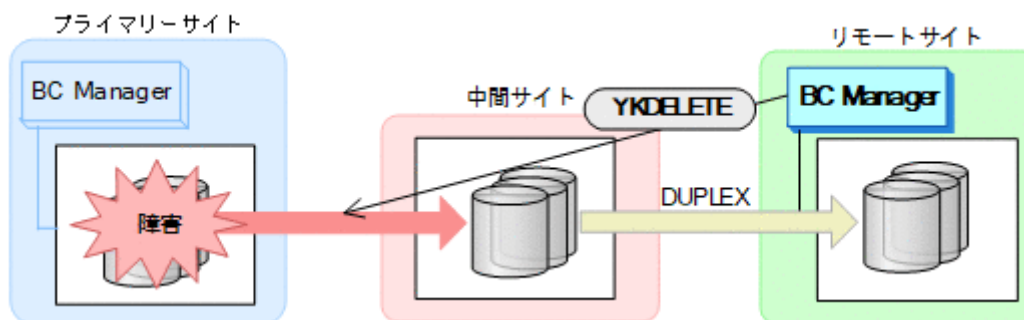 プライマリーサイト
リモートサイト
BC Manager
中間サイト
YKDELETE
BC Manager
DUPLEX
障害